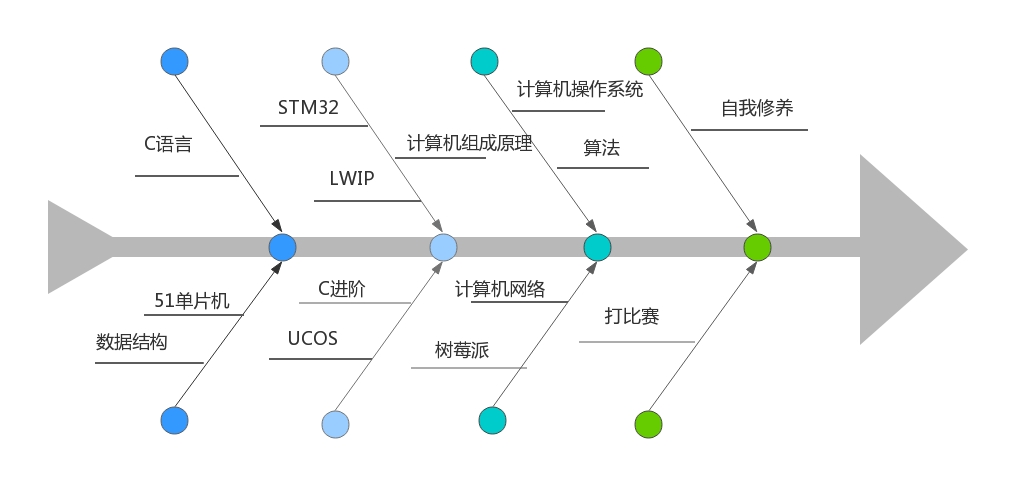 计算机操作系统
STM32
自我修养
C语言
计算机组成原理
算法
LWIP
C进阶
计算机网络
51单片机
打比赛
数据结构
UCOS
树莓派